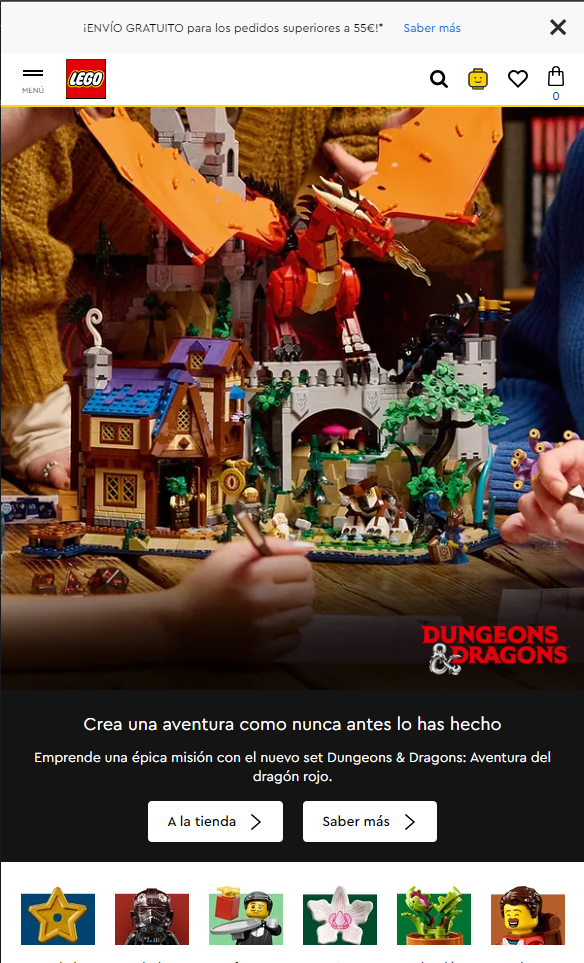 ¡ENVÍO GRATUITO para los pedidos superiores a 55€!* Saber más
MENÚ
LEGO
0
DUNGEONS
& DRAGONS
Crea una aventura como nunca antes lo has hecho
Emprende una épica misión con el nuevo set Dungeons & Dragons: Aventura del
dragón rojo.
A la tienda
Saber más